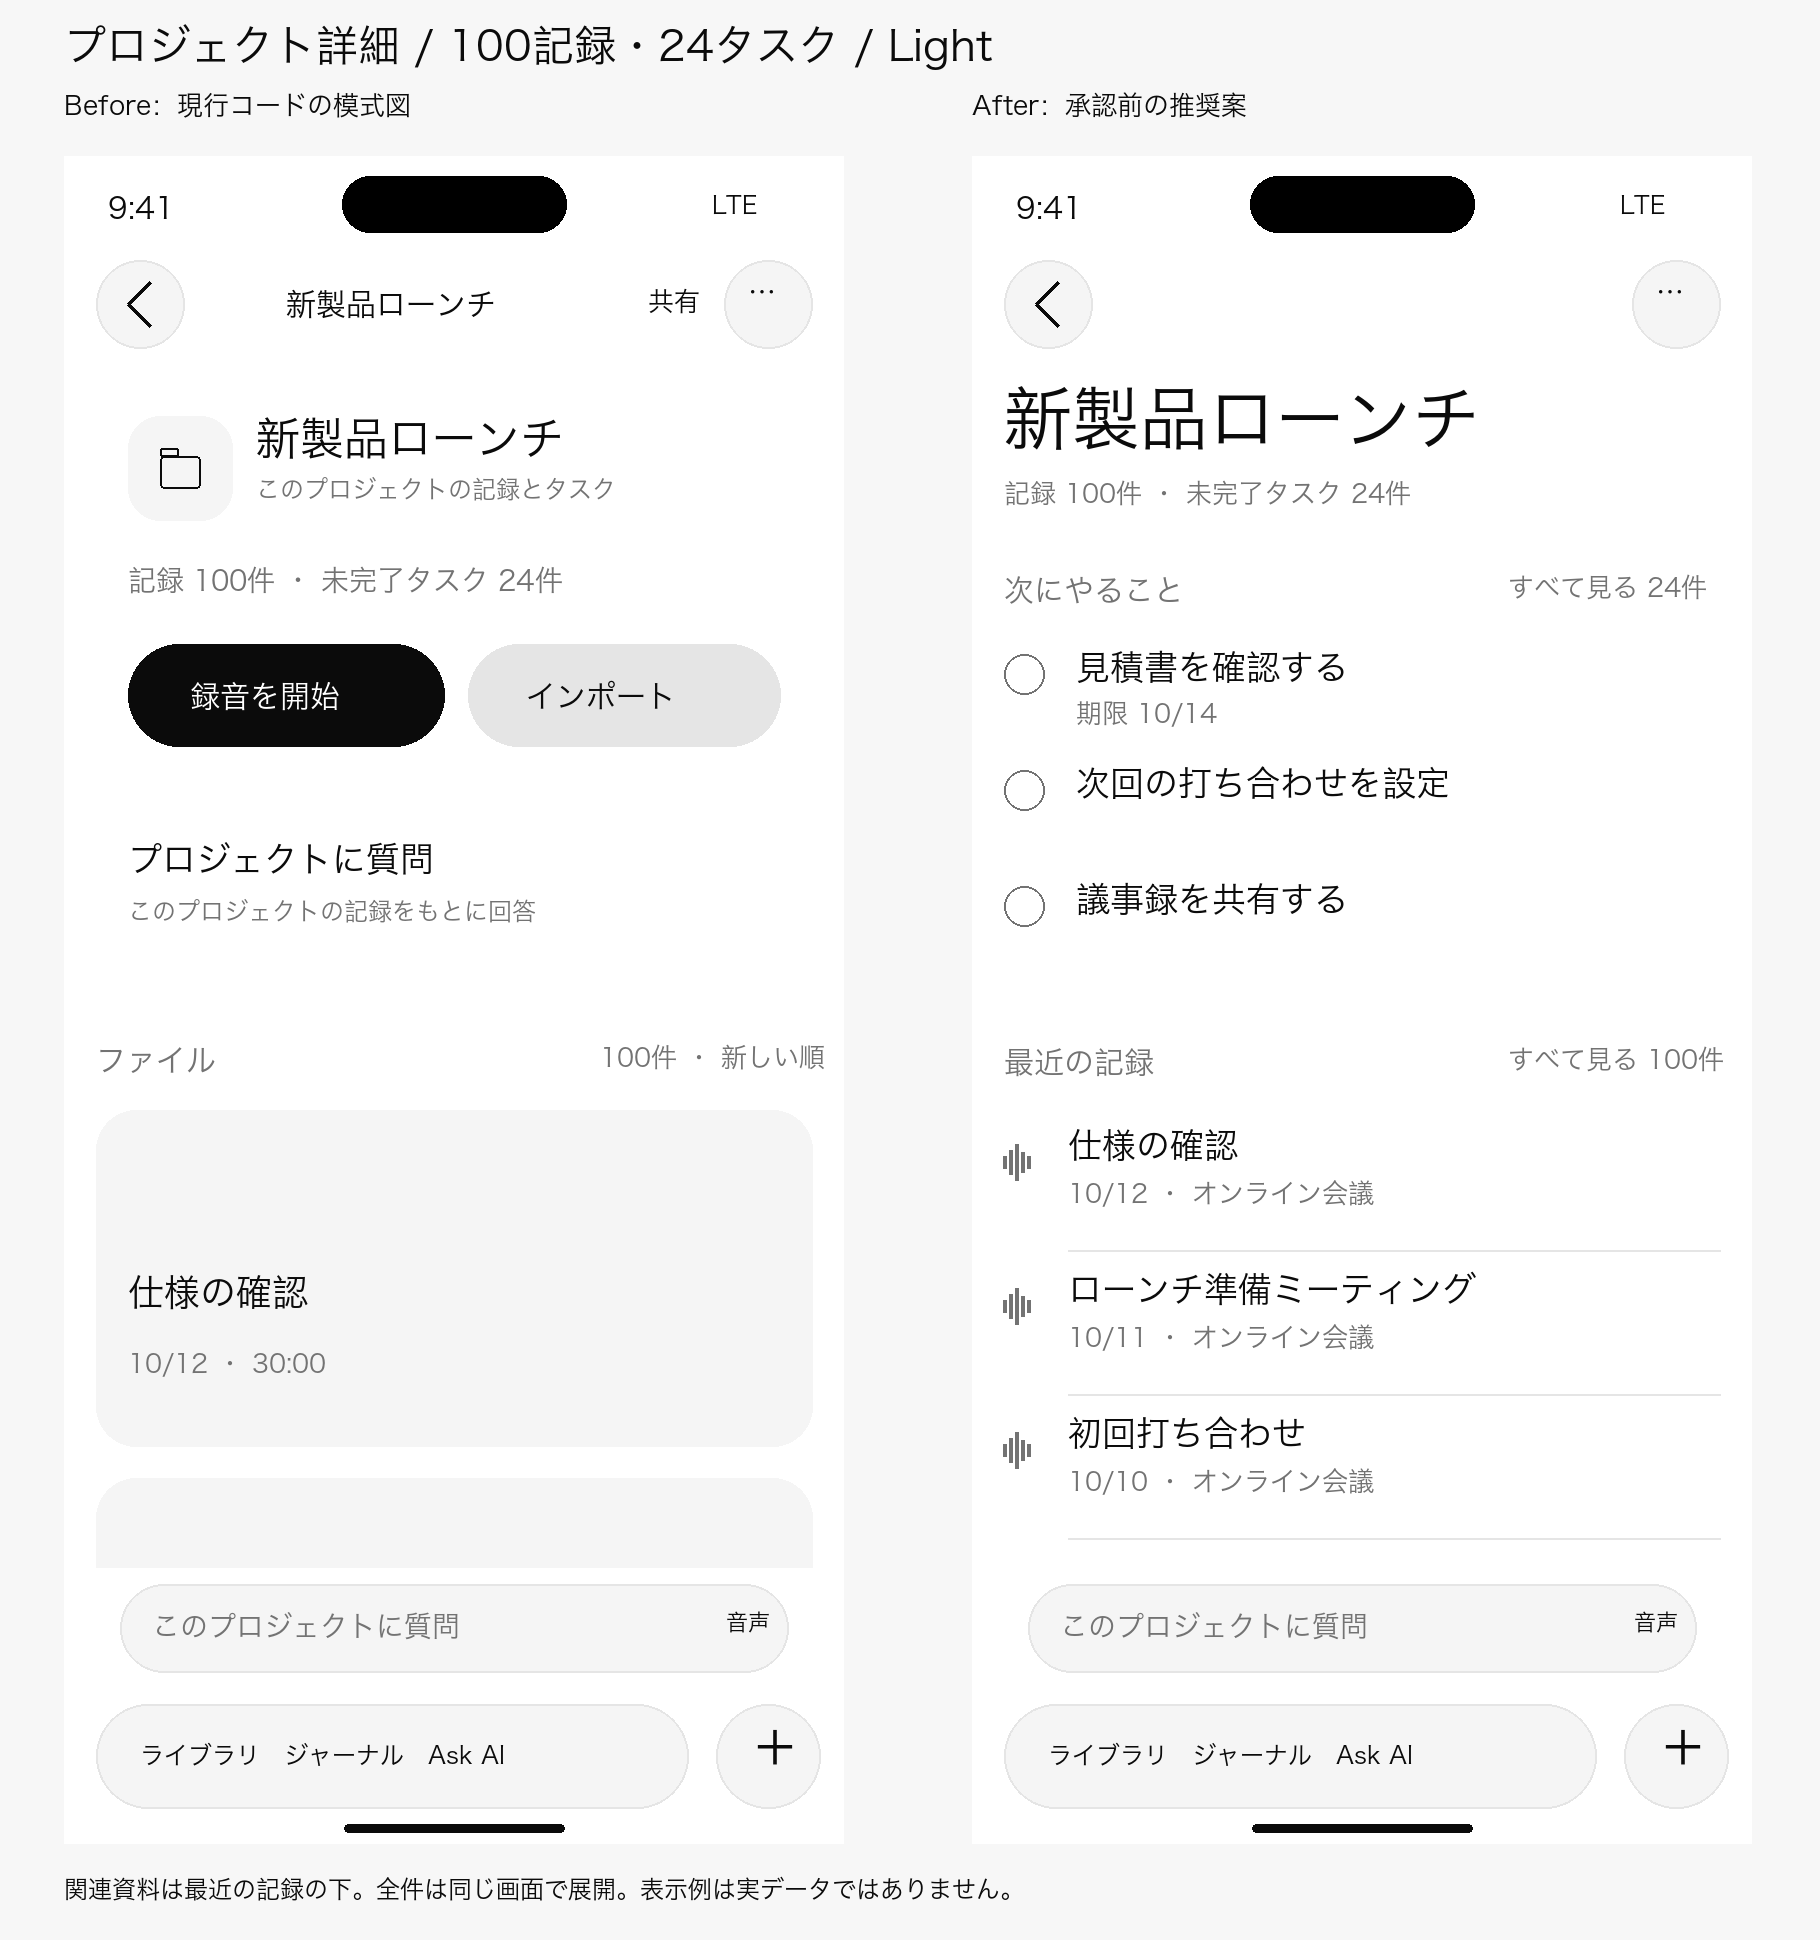 プロジェクト詳細 / 100記録・24タスク / Light
Before: 現行コードの模式図
9:41
LTE
新製品ローンチ
共有
…
新製品ローンチ
このプロジェクトの記録とタスク
記録 100件 ・ 未完了タスク 24件
録音を開始
インポート
プロジェクトに質問
このプロジェクトの記録をもとに回答
ファイル
100件 ・ 新しい順
仕様の確認
10/12 ・ 30:00
このプロジェクトに質問
音声
ライブラリ ジャーナル Ask AI
+
After: 承認前の推奨案
9:41
LTE
…
新製品ローンチ
記録 100件 ・ 未完了タスク 24件
次にやること
すべて見る 24件
見積書を確認する
期限 10/14
次回の打ち合わせを設定
議事録を共有する
最近の記録
すべて見る 100件
仕様の確認
10/12 ・ オンライン会議
ローンチ準備ミーティング
10/11 ・ オンライン会議
初回打ち合わせ
10/10 ・ オンライン会議
このプロジェクトに質問
音声
ライブラリ ジャーナル Ask AI
+
関連資料は最近の記録の下。全件は同じ画面で展開。表示例は実データではありません。